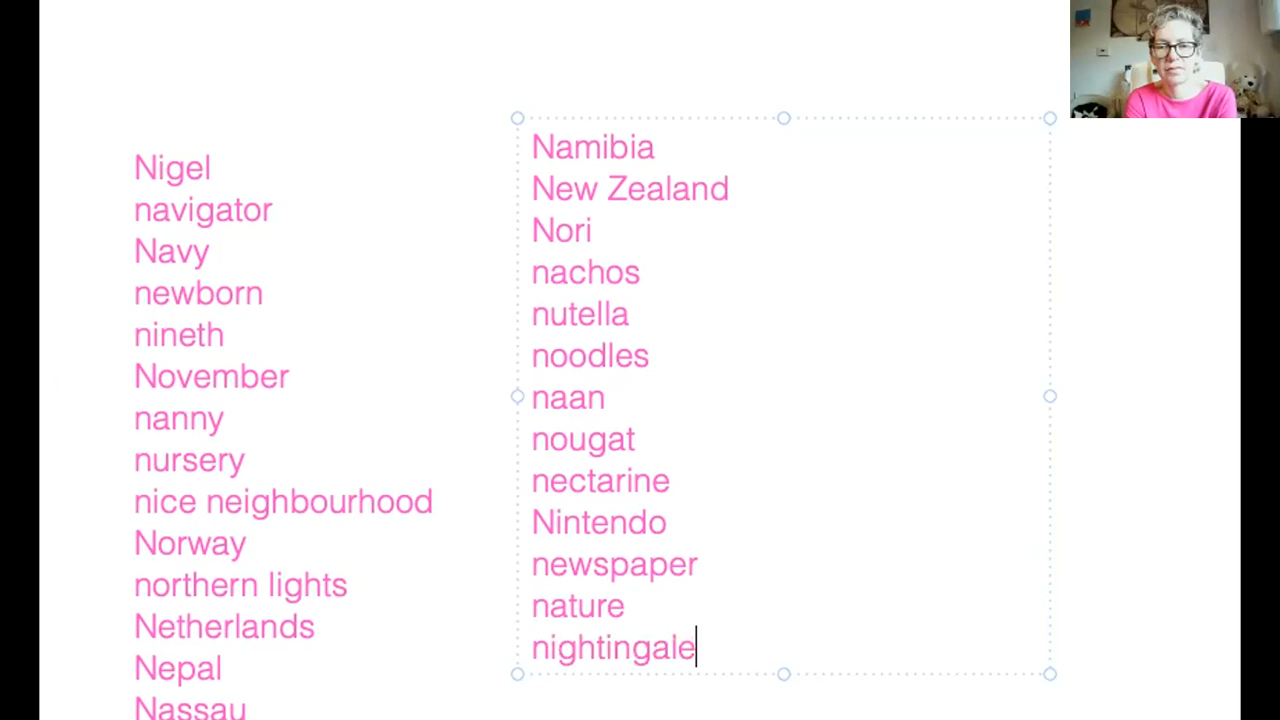 Nigel
navigator
Navy
newborn
nineth
November
nanny
nursery
nice neighbourhood
Norway
northern lights
Netherlands
Nepal
Nassau
Namibia
New Zealand
Nori
nachos
nutella
noodles
naan
nougat
nectarine
Nintendo
newspaper
nature
nightingale